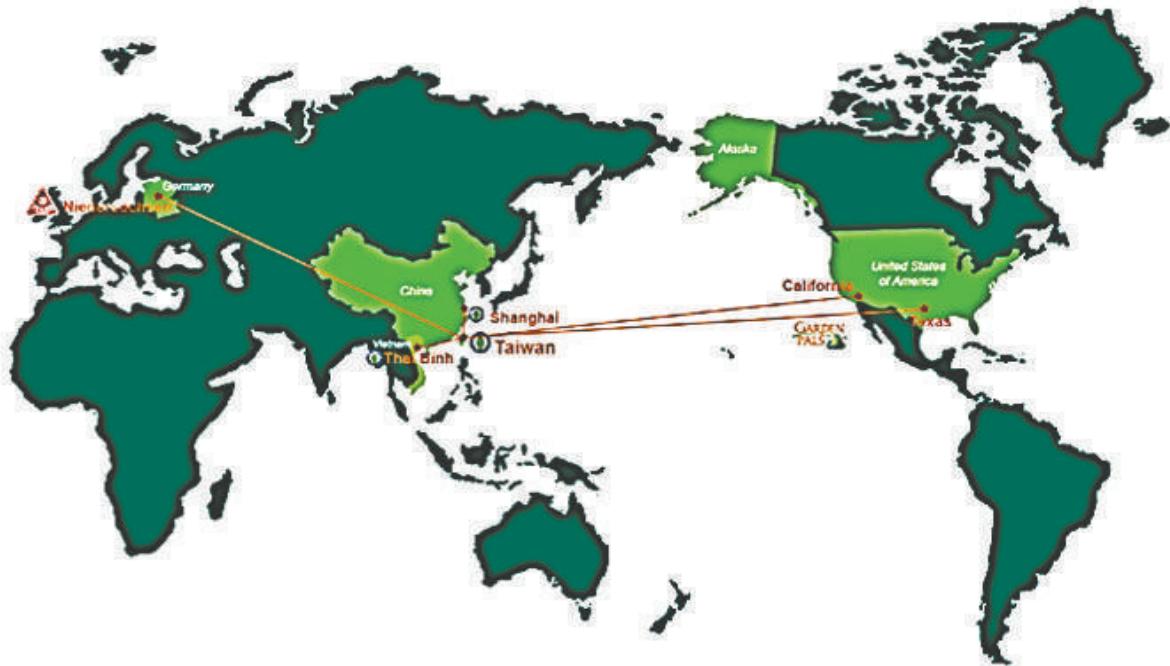 Alaska
Germany
United States
of America
China
California
Shanghai
Texas
GARDEN
PALS
Vietnam
Taiwan
Thai Binh